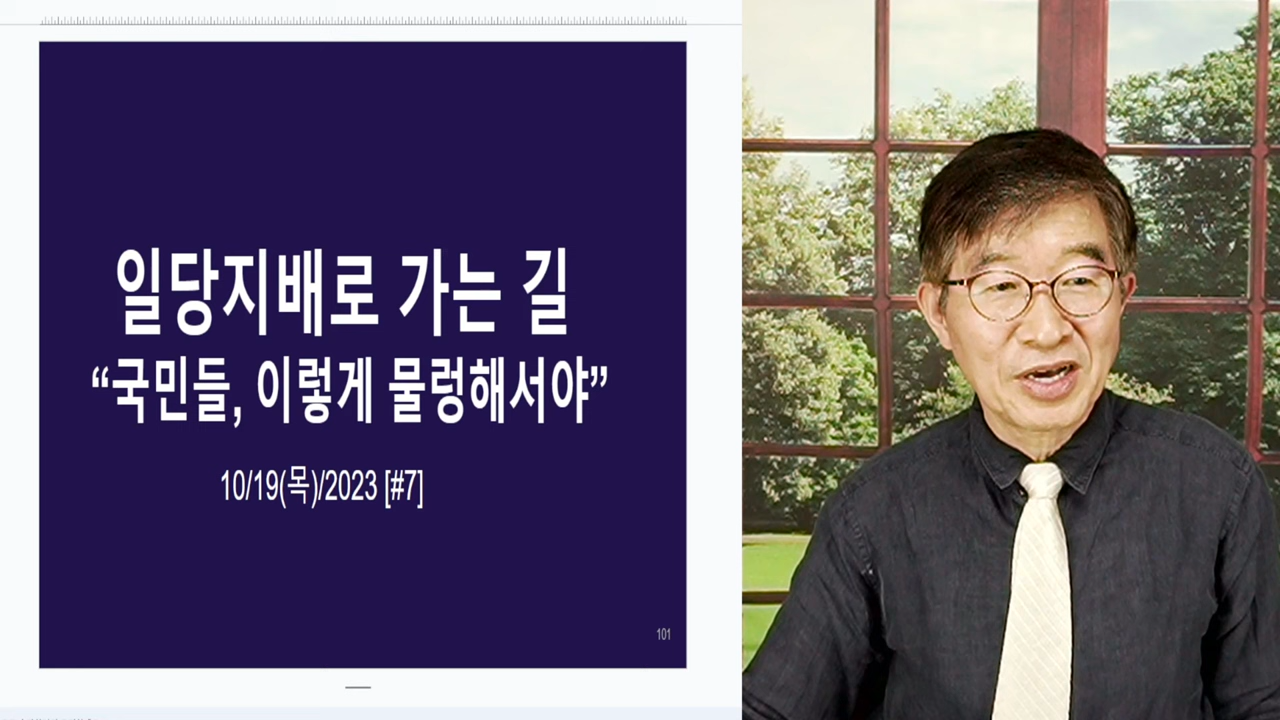 일당지배로 가는 길
“국민들, 이렇게 물렁해서야”
10/19(목)/2023 [#7]
101